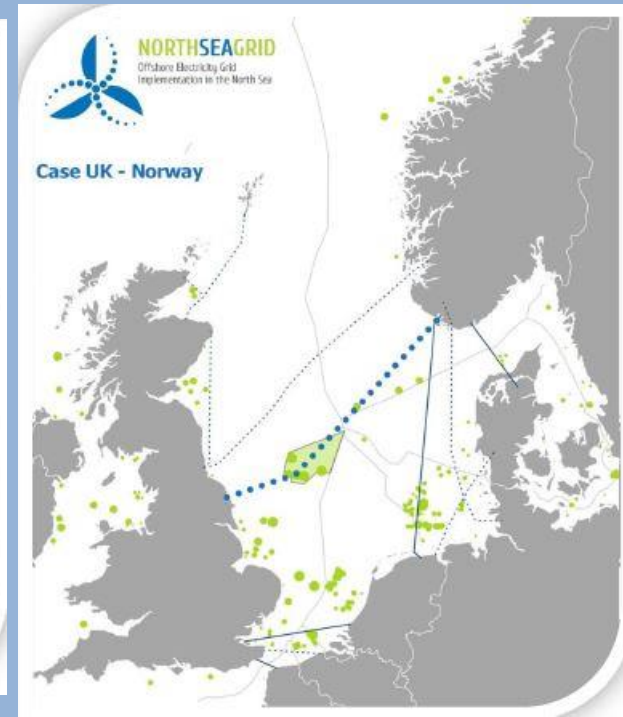 NORTHSEAGRID
Offshore Electricity Grid
Implementation in the North Sea
Case UK - Norway